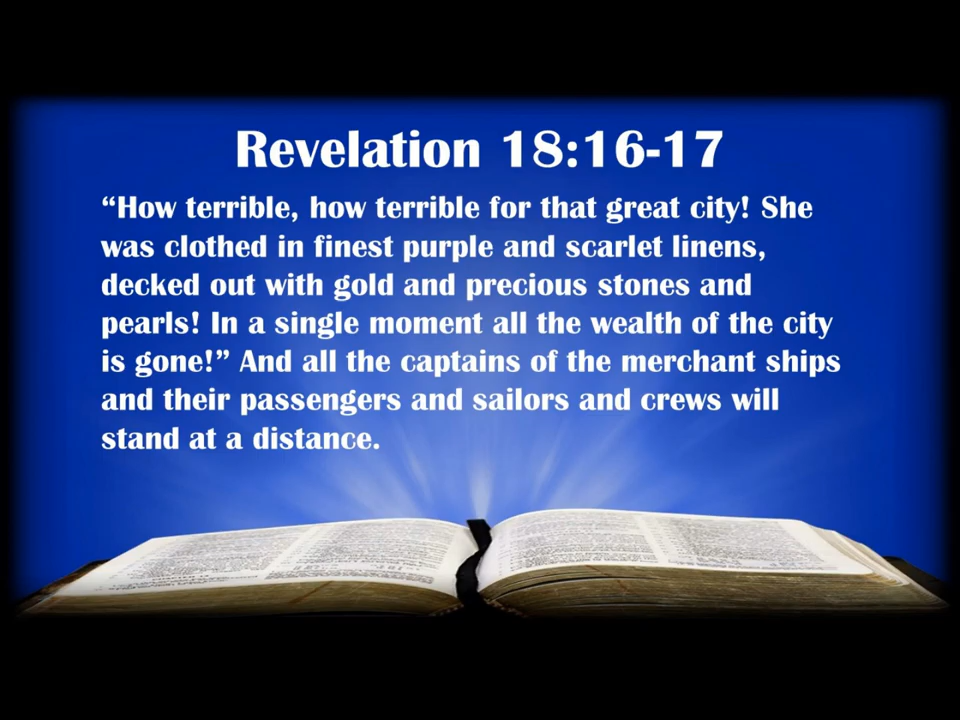 Revelation 18:16-17
“How terrible, how terrible for that great city! She
was clothed in finest purple and scarlet linens,
decked out with gold and precious stones and
pearls! In a single moment all the wealth of the city
is gone!” And all the captains of the merchant ships
and their passengers and sailors and crews will
stand at a distance.